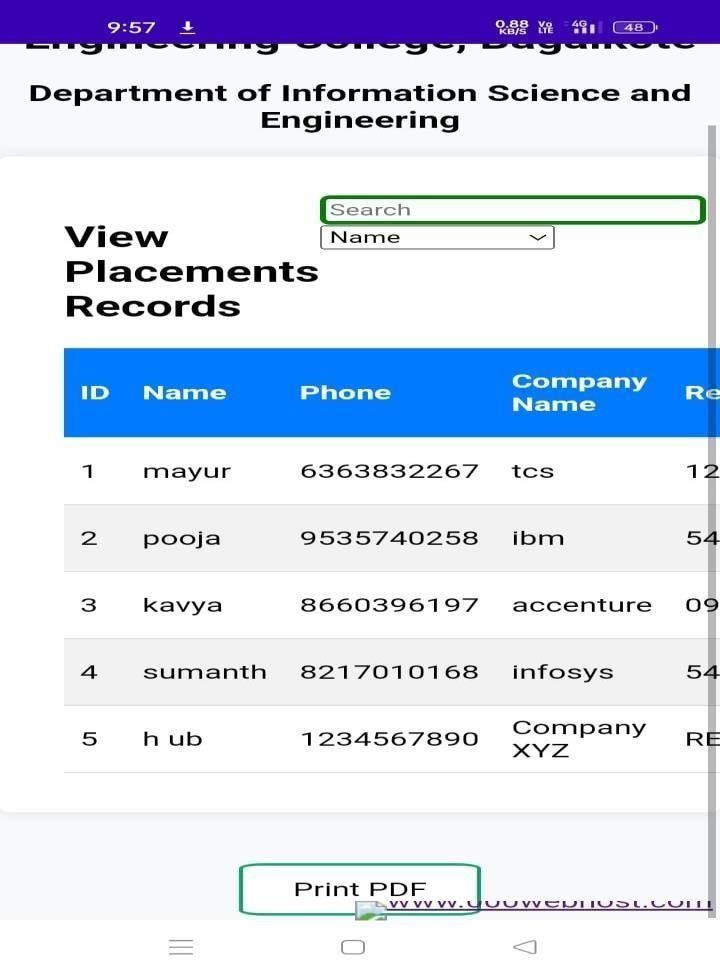 9:57 0.88 KB/S Vo LTE 4G 48
Engineering College, Bagalkote
Department of Information Science and
Engineering
Search
Name
View
Placements
Records
ID Name Phone Company Name Re
1 mayur 6363832267 tcs 12
2 pooja 9535740258 ibm 54
3 kavya 8660396197 accenture 09
4 sumanth 8217010168 infosys 54
5 h ub 1234567890 Company XYZ RE
Print PDF
www.000webhost.com